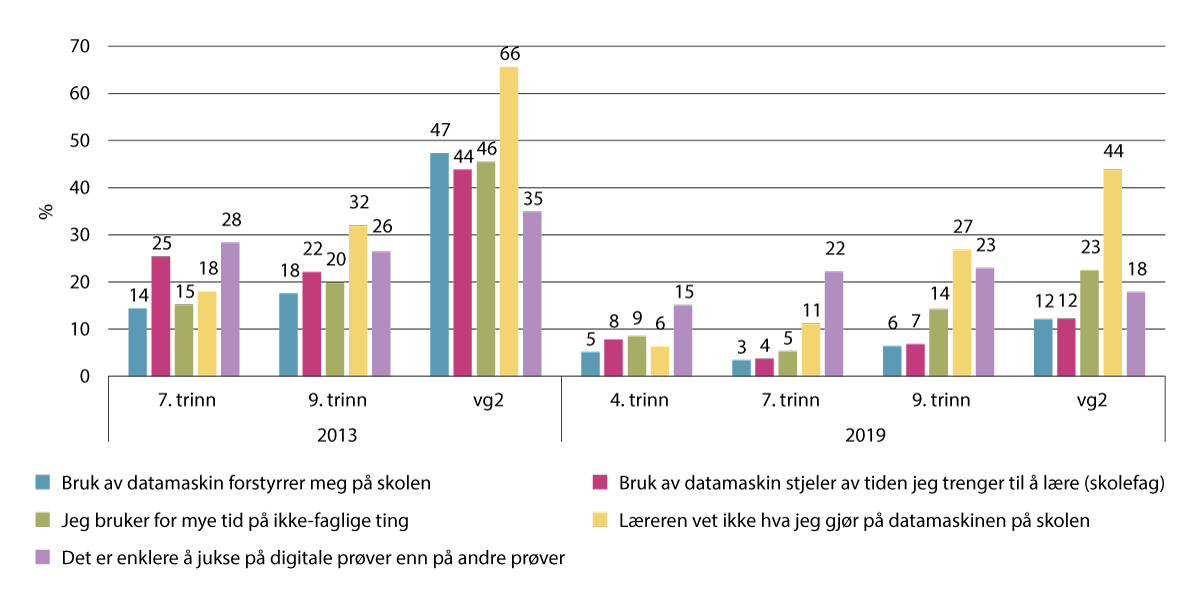 70
60
50
40
30
20
10
0
%
14 25 15 18 28
18 22 20 32 26
47 44 46 66 35
5 8 9 6 15
3 4 5 11 22
6 7 14 27 23
12 12 23 44 18
7. trinn 9. trinn vg2 4. trinn 7. trinn 9. trinn vg2
2013 2019
Bruk av datamaskin forstyrrer meg på skolen
Bruk av datamaskin stjeler av tiden jeg trenger til å lære (skolefag)
Jeg bruker for mye tid på ikke-faglige ting
Læreren vet ikke hva jeg gjør på datamaskinen på skolen
Det er enklere å jukse på digitale prøver enn på andre prøver